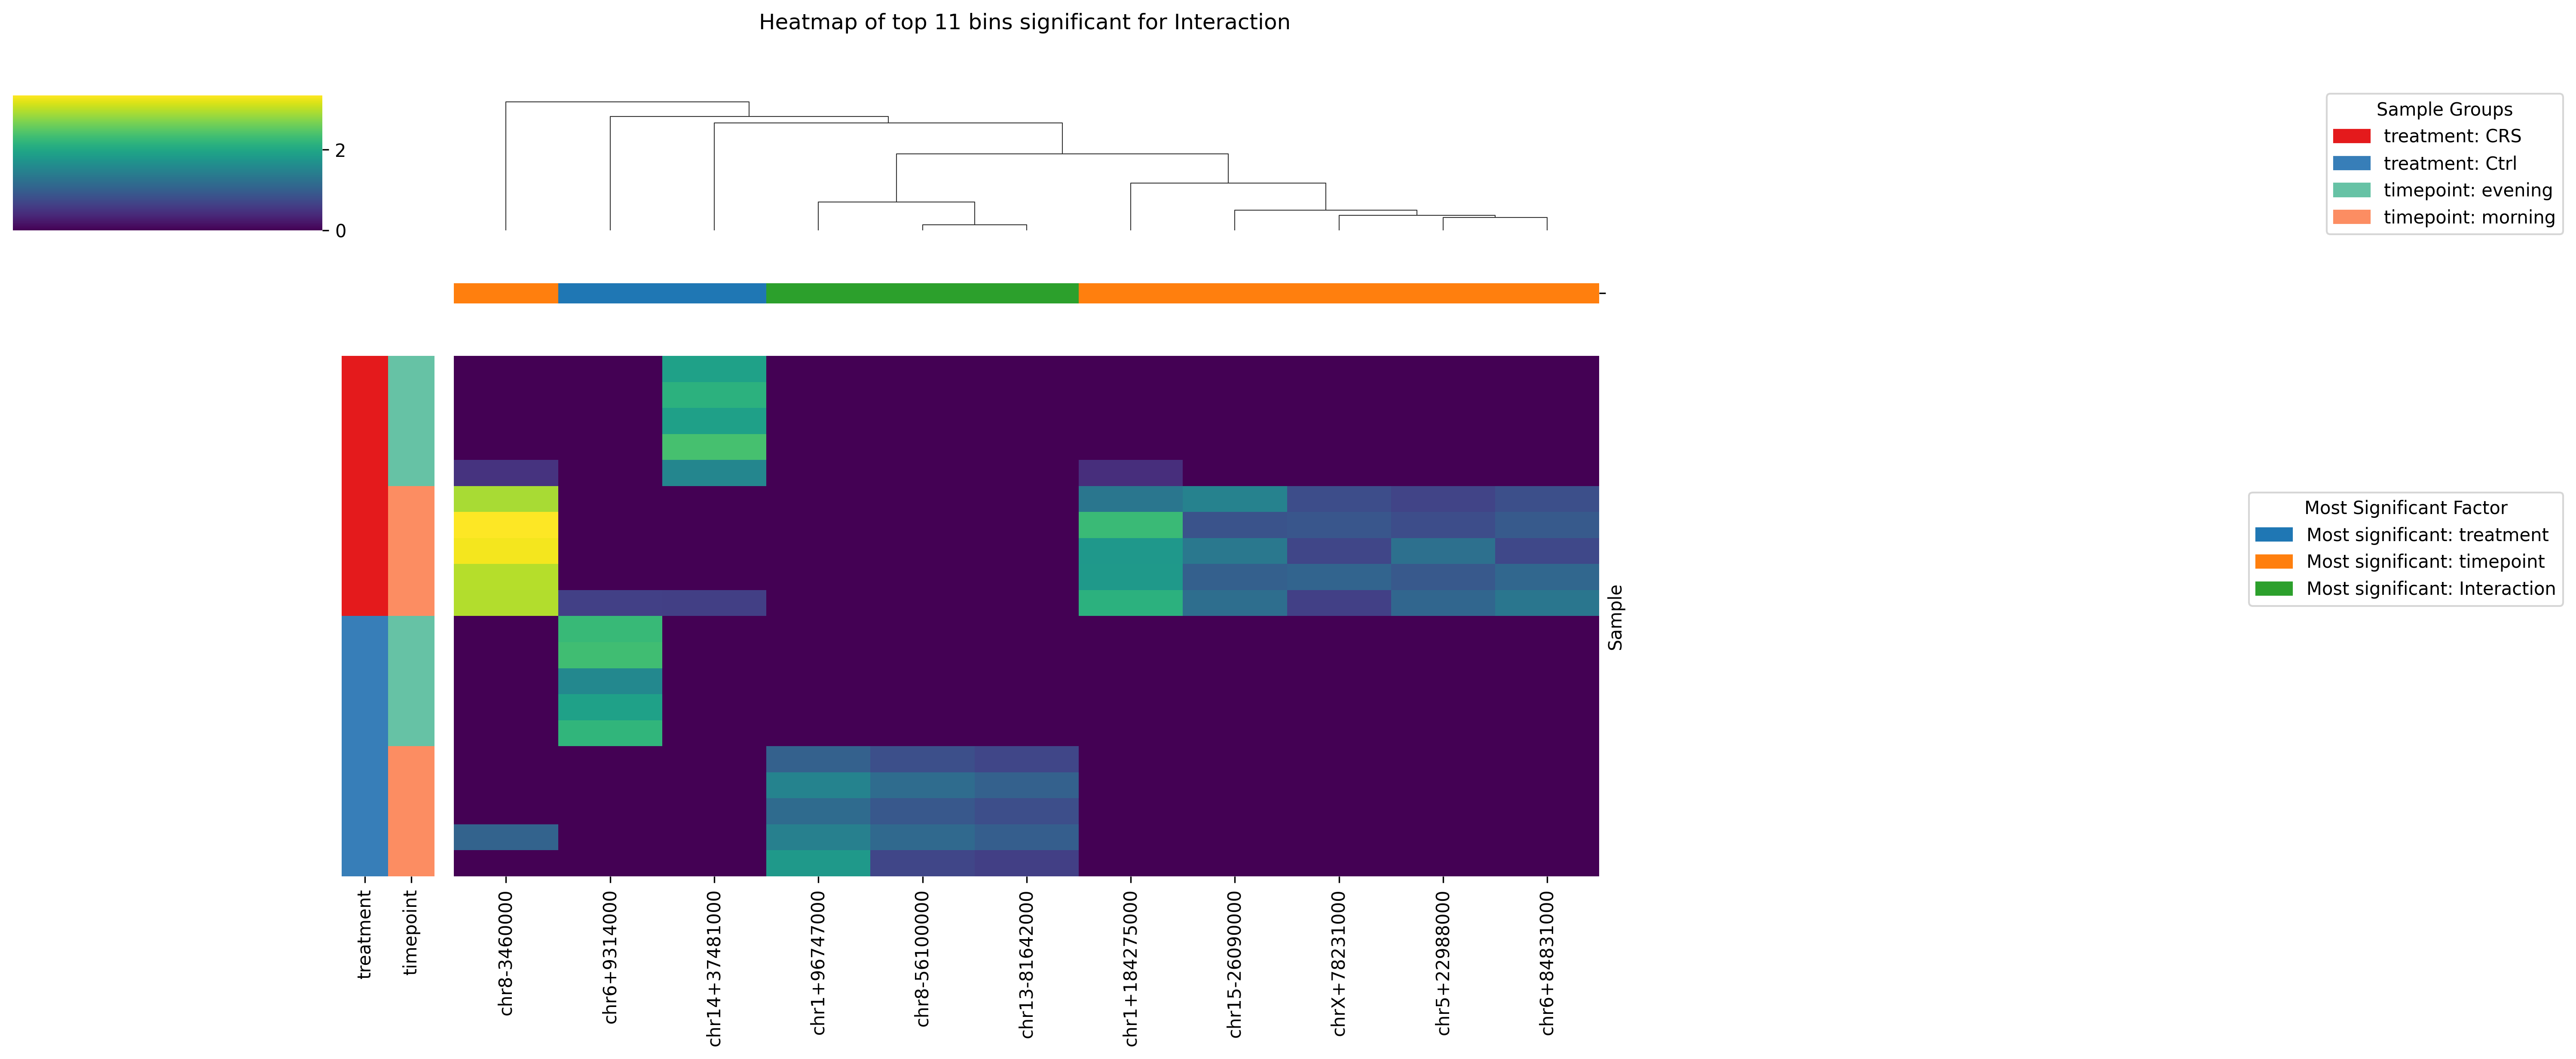 Heatmap of top 11 bins significant for Interaction
2
0
Sample Groups
treatment: CRS
treatment: Ctrl
timepoint: evening
timepoint: morning
Most Significant Factor
Most significant: treatment
Most significant: timepoint
Most significant: Interaction
Sample
treatment
timepoint
chr8-3460000
chr6+9314000
chr14+37481000
chr1+96747000
chr8-56100000
chr13-81642000
chr1+184275000
chr15-26090000
chrX+78231000
chr5+22988000
chr6+84831000